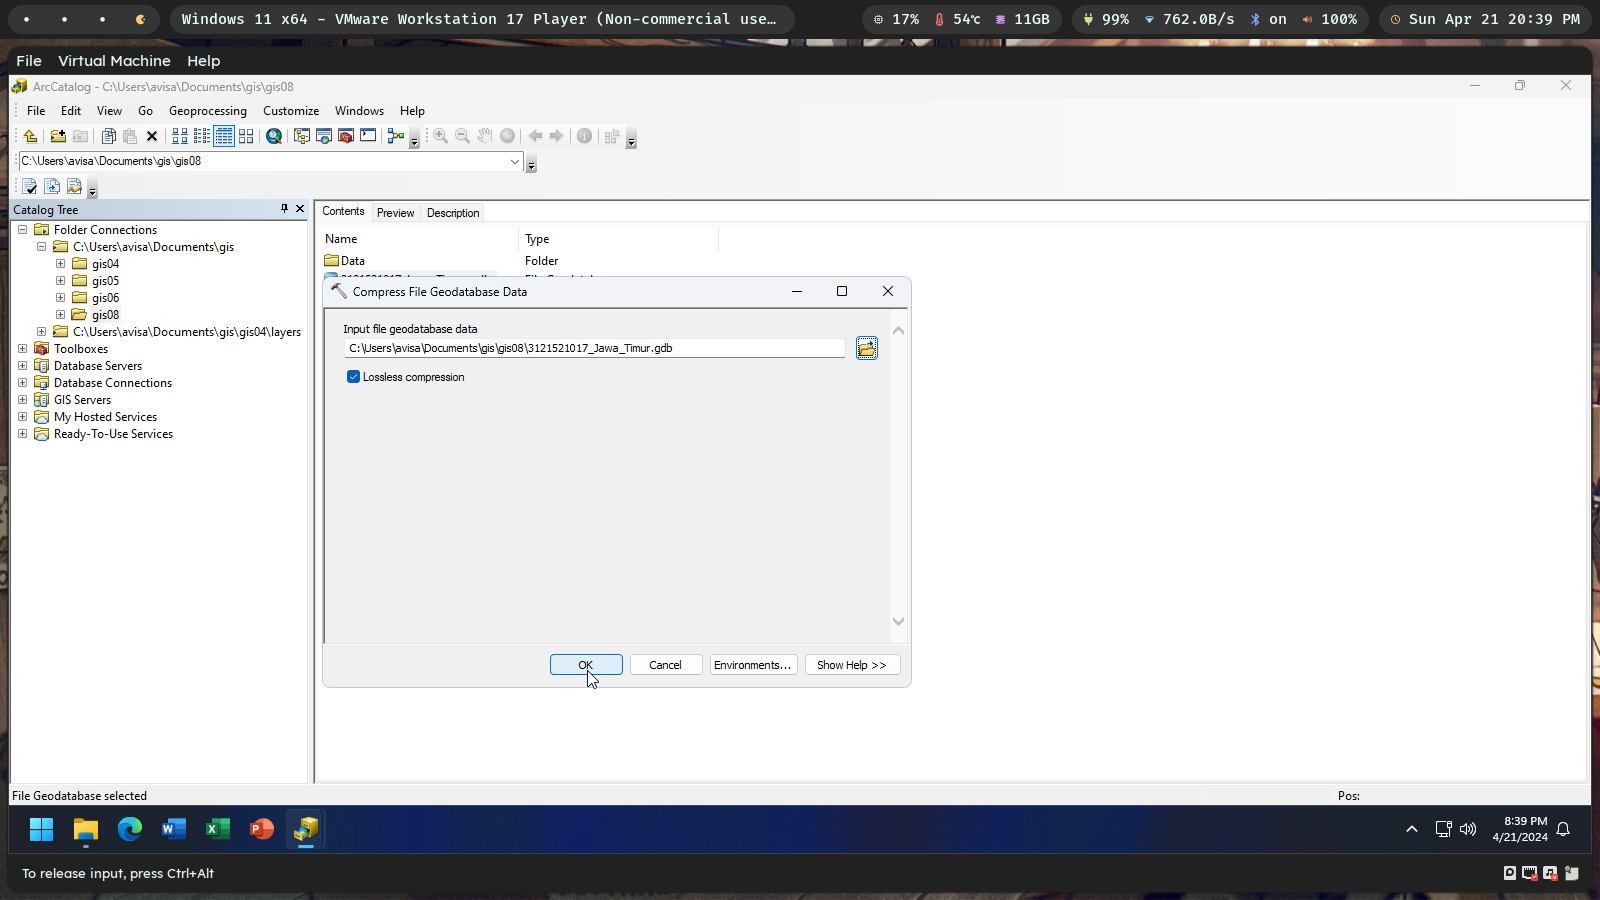 Windows 11 x64 - VMware Workstation 17 Player (Non-commercial use…
17% 54℃ 11GB
99% 762.0B/s on 100%
Sun Apr 21 20:39 PM
File Virtual Machine Help
ArcCatalog - C:\Users\avisa\Documents\gis\gis08
File Edit View Go Geoprocessing Customize Windows Help
C:\Users\avisa\Documents\gis\gis08
Catalog Tree
Folder Connections
C:\Users\avisa\Documents\gis
gis04
gis05
gis06
gis08
C:\Users\avisa\Documents\gis\gis04\layers
Toolboxes
Database Servers
Database Connections
GIS Servers
My Hosted Services
Ready-To-Use Services
Contents Preview Description
Name Type
Data Folder
Compress File Geodatabase Data
Input file geodatabase data
C:\Users\avisa\Documents\gis\gis08\3121521017_Jawa_Timur.gdb
Lossless compression
OK Cancel Environments... Show Help >>
File Geodatabase selected
Pos:
8:39 PM
4/21/2024
To release input, press Ctrl+Alt